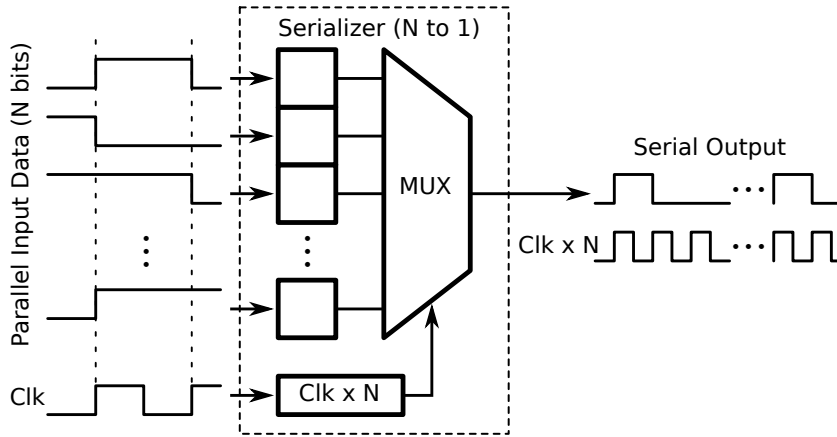 Serializer (N to 1)
Parallel Input Data (N bits)
MUX
Serial Output
Clk x N
Clk
Clk x N